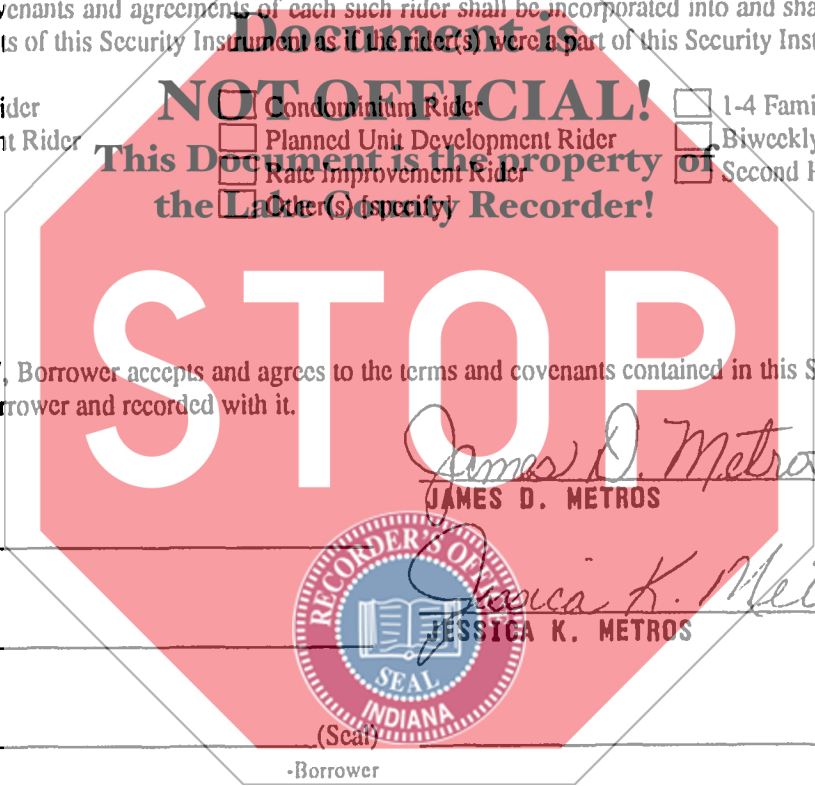 venants and agreements of each such rider shall be incorporated into and sha
ts of this Security Instrument as if the rider(s) were a part of this Security Inst
Document is
NOT OFFICIAL!
This Document is the property of
the Lake County Recorder!
ider
Condominium Rider
1-4 Fami
nt Rider
Planned Unit Development Rider
Biweekly
Rate Improvement Rider
Second H
Other(s) [specify]
STOP
, Borrower accepts and agrees to the terms and covenants contained in this S
rrower and recorded with it.
James D. Metro
JAMES D. METROS
Jessica K. Met
JESSICA K. METROS
RECORDER'S OFFICE
SEAL
INDIANA
(Seal)
-Borrower